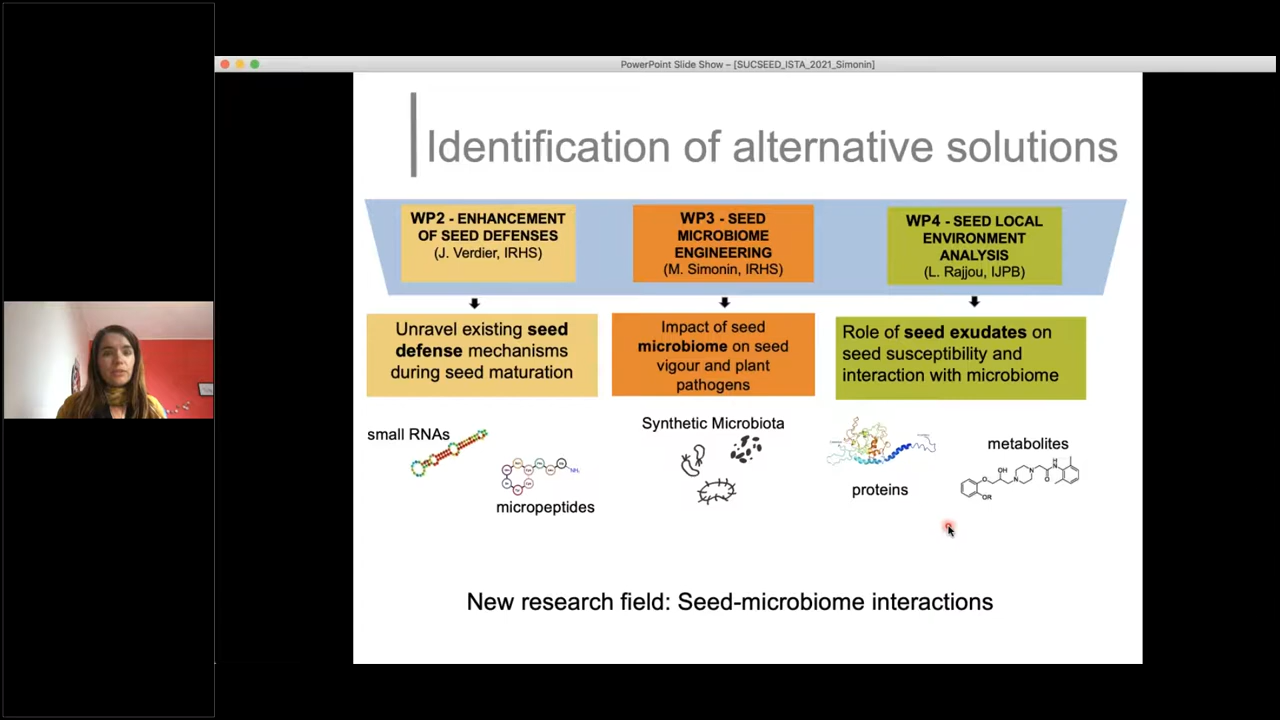 PowerPoint Slide Show – [SUCSEED_ISTA_2021_Simonin]
Identification of alternative solutions
WP2 - ENHANCEMENT
OF SEED DEFENSES
(J. Verdier, IRHS)
WP3 - SEED
MICROBIOME
ENGINEERING
(M. Simonin, IRHS)
WP4 - SEED LOCAL
ENVIRONMENT
ANALYSIS
(L. Rajjou, IJPB)
Unravel existing seed
defense mechanisms
during seed maturation
Impact of seed
microbiome on seed
vigour and plant
pathogens
Role of seed exudates on
seed susceptibility and
interaction with microbiome
small RNAs
micropeptides
Synthetic Microbiota
proteins
metabolites
OH
H
N
O
N
N
O
OR
New research field: Seed-microbiome interactions